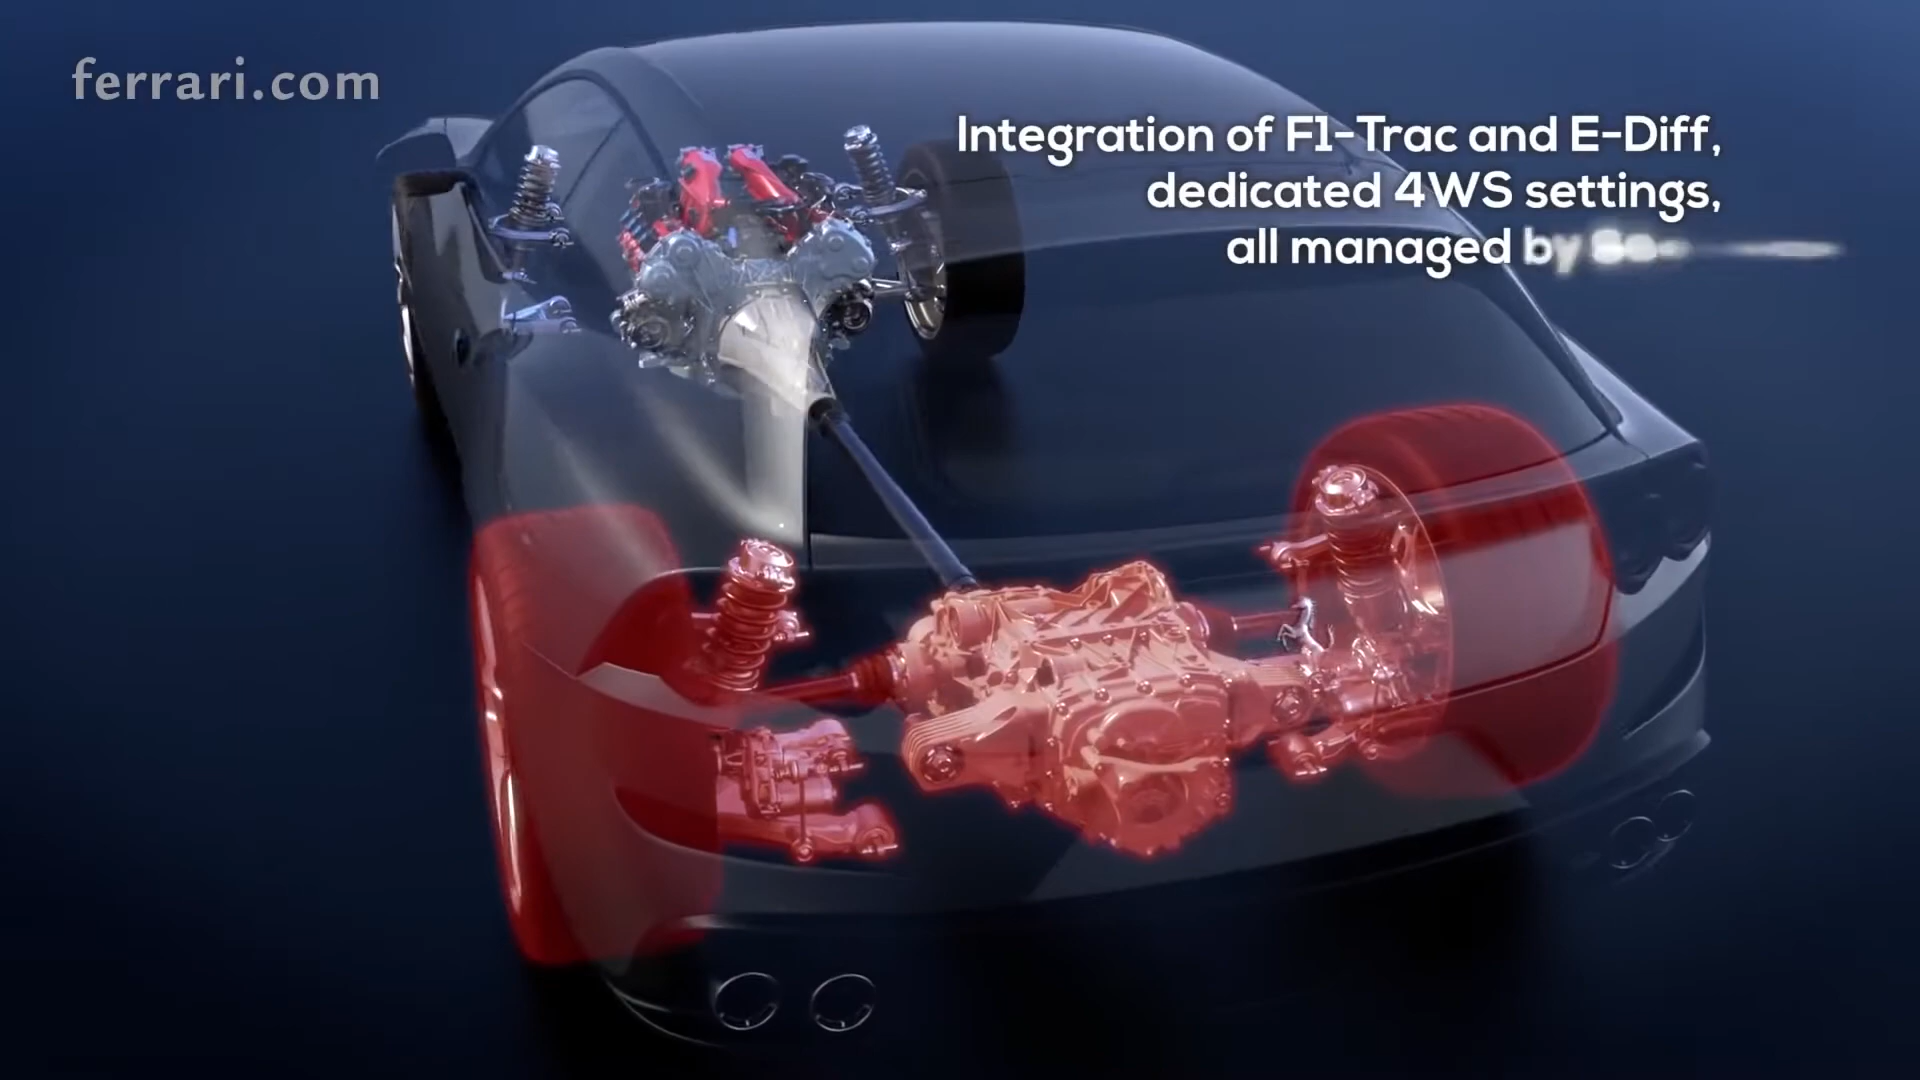 ferrari.com
Integration of F1-Trac and E-Diff,
dedicated 4WS settings,
all managed by